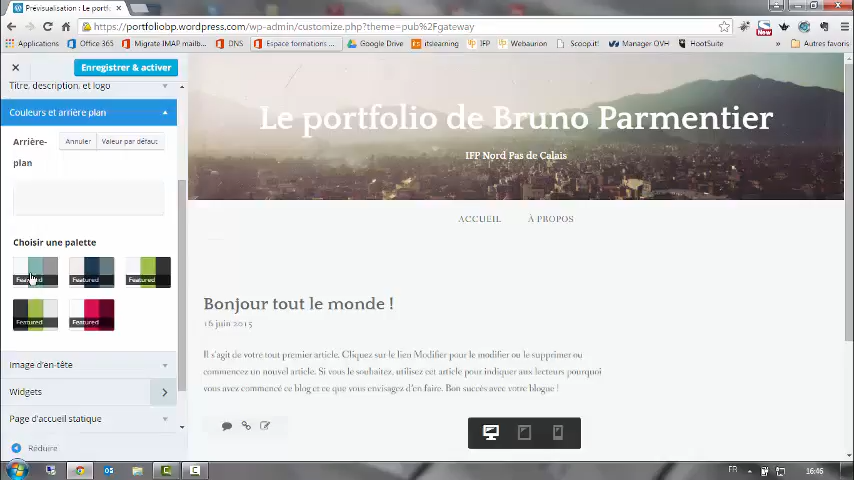 Prévisualisation : Le portf
https://portfoliobp.wordpress.com/wp-admin/customize.php?theme=pub%2Fgateway
Applications
Office 365
Migrate IMAP mailb...
DNS
Espace formations ...
Google Drive
itslearning
IFP
Webaurion
Scoopit!
Manager OVH
HootSuite
Autres favoris
New
Enregistrer & activer
Titre, description, et logo
Couleurs et arrière plan
Arrière-
plan
Annuler
Valeur par défaut
Choisir une palette
Featured
Featured
Featured
Featured
Featured
Image d'en-tête
Widgets
Page d'accueil statique
Réduire
Le portfolio de Bruno Parmentier
IFP Nord Pas de Calais
ACCUEIL
À PROPOS
Bonjour tout le monde !
16 juin 2015
Il s'agit de votre tout premier article. Cliquez sur le lien Modifier pour le modifier ou le supprimer ou
commencez un nouvel article. Si vous le souhaitez, utilisez cet article pour indiquer aux lecteurs pourquoi
vous avez commencé ce blog et ce que vous envisagez d'en faire. Bon succès avec votre blogue !
FR
16:46